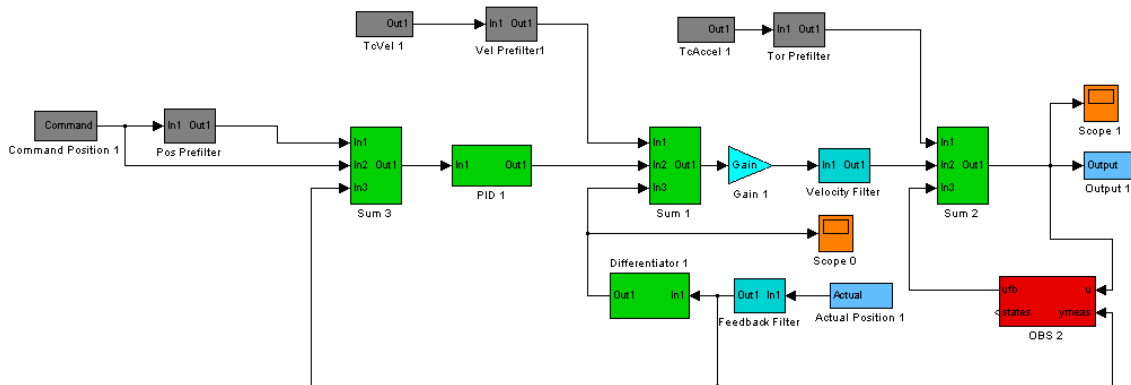 Out1
TcVel 1
In1 Out1
Vel Prefilter1
Out1
TcAccel 1
In1 Out1
Tor Prefilter
Scope 1
Command
Command Position 1
In1 Out1
Pos Prefilter
In1
In2 Out1
In3
Sum 3
In1 Out1
PID 1
In1
In2 Out1
In3
Sum 1
Gain
Gain 1
In1 Out1
Velocity Filter
In1
In2 Out1
In3
Sum 2
Output
Output 1
Scope 0
Differentiator 1
Out1 In1
Out1 In1
Feedback Filter
Actual
Actual Position 1
ufb u
states ymeas
OBS 2